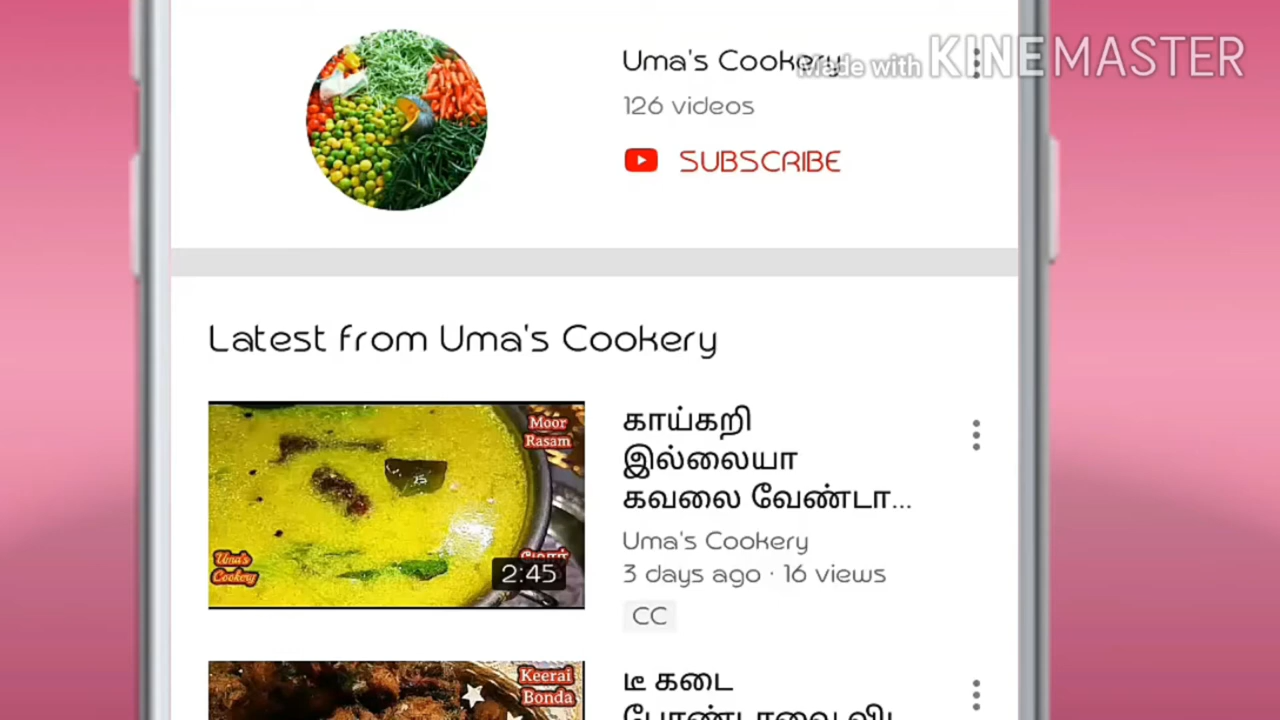 Uma's Cookery
Made with KINEMASTER
126 videos
SUBSCRIBE
Latest from Uma's Cookery
Moor
Rasam
Uma's
Cookery
மோர்
2:45
காய்கறி
இல்லையா
கவலை வேண்டா...
Uma's Cookery
3 days ago · 16 views
CC
Keerai
Bonda
டீ கடை